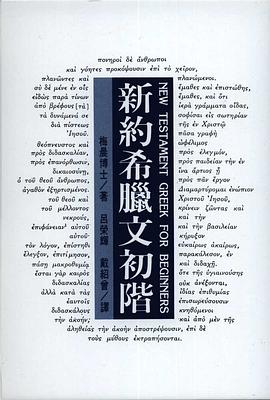 πονηροὶ δὲ ἄνθρωποι
καὶ γόητες προκόψουσιν ἐπὶ τὸ χεῖρον,
πλανῶντες καὶ πλανώμενοι.
σὺ δὲ μένε ἐν οἷς ἔμαθες καὶ ἐπιστώθης,
εἰδὼς παρὰ τίνων ἔμαθες, καὶ ὅτι
ἀπὸ βρέφους [τὰ] ἱερὰ γράμματα οἶδας,
τὰ δυνάμενά σε σοφίσαι εἰς σωτηρίαν
διὰ πίστεως τῆς ἐν Χριστῷ
Ἰησοῦ. πᾶσα γραφὴ
θεόπνευστος καὶ ὠφέλιμος
πρὸς διδασκαλίαν, πρὸς ἐλεγμόν,
πρὸς ἐπανόρθωσιν, πρὸς παιδείαν τὴν ἐν
δικαιοσύνῃ, ἵνα ἄρτιος ᾖ
ὁ τοῦ θεοῦ ἄνθρωπος, πρὸς πᾶν ἔργον
ἀγαθὸν ἐξηρτισμένος. Διαμαρτύρομαι ἐνώπιον
τοῦ θεοῦ καὶ Χριστοῦ Ἰησοῦ,
τοῦ μέλλοντος κρίνειν ζῶντας καὶ
νεκρούς, καὶ τὴν
ἐπιφάνειαν αὐτοῦ καὶ τὴν βασιλείαν
αὐτοῦ· κήρυξον
τὸν λόγον, ἐπίστηθι εὐκαίρως ἀκαίρως,
ἔλεγξον, ἐπιτίμησον, παρακάλεσον, ἐν
πάσῃ μακροθυμίᾳ καὶ διδαχῇ.
ἔσται γὰρ καιρὸς ὅτε τῆς ὑγιαινούσης
διδασκαλίας οὐκ ἀνέξονται,
ἀλλὰ κατὰ τὰς ἰδίας ἐπιθυμίας
ἑαυτοῖς ἐπισωρεύσουσιν
διδασκάλους κνηθόμενοι
τὴν ἀκοήν, καὶ ἀπὸ μὲν τῆς
ἀληθείας τὴν ἀκοὴν ἀποστρέψουσιν, ἐπὶ δὲ
τοὺς μύθους ἐκτραπήσονται.
NEW TESTAMENT GREEK FOR BEGINNERS
新約希臘文初階
梅晨博士/著 呂榮輝 戴紹曾/譯